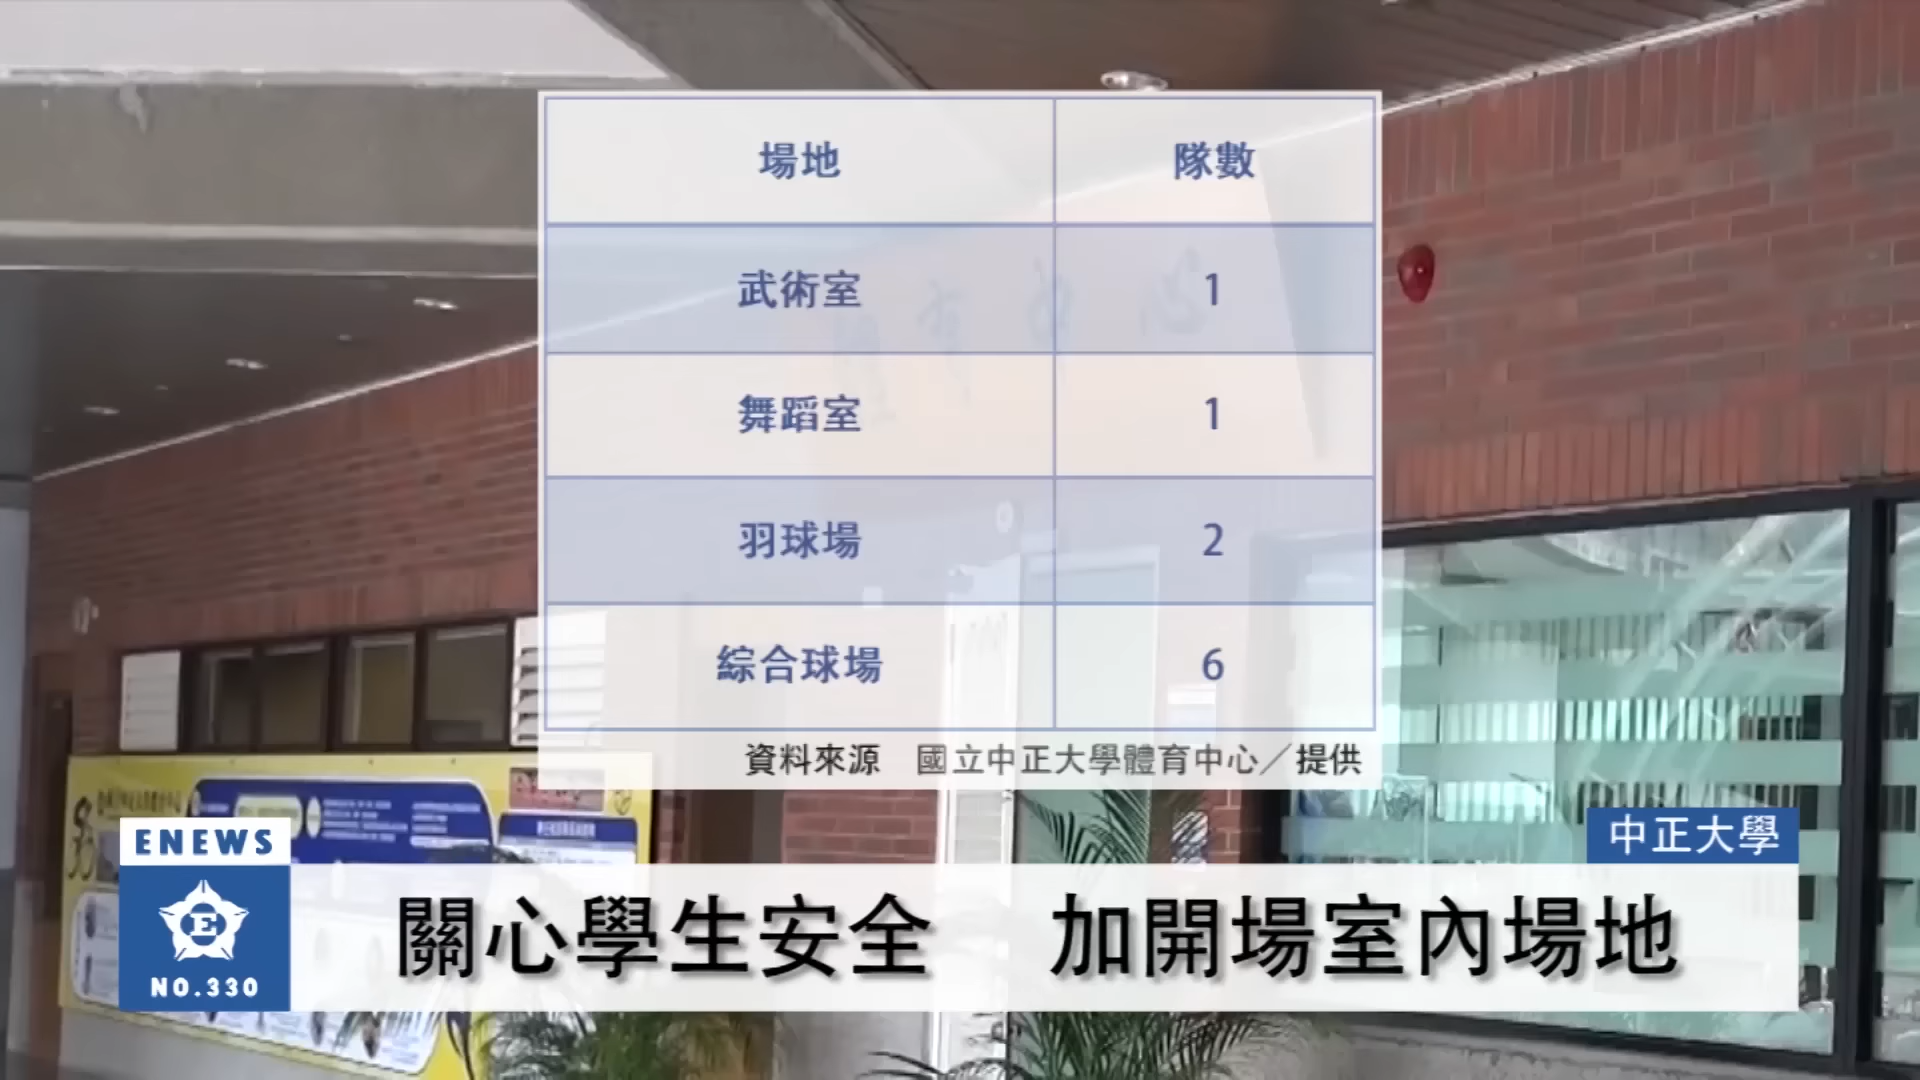 場地 隊數
武術室 1
舞蹈室 1
羽球場 2
綜合球場 6
資料來源 國立中正大學體育中心／提供
中正大學
ENEWS
關心學生安全 加開場室內場地
NO.330